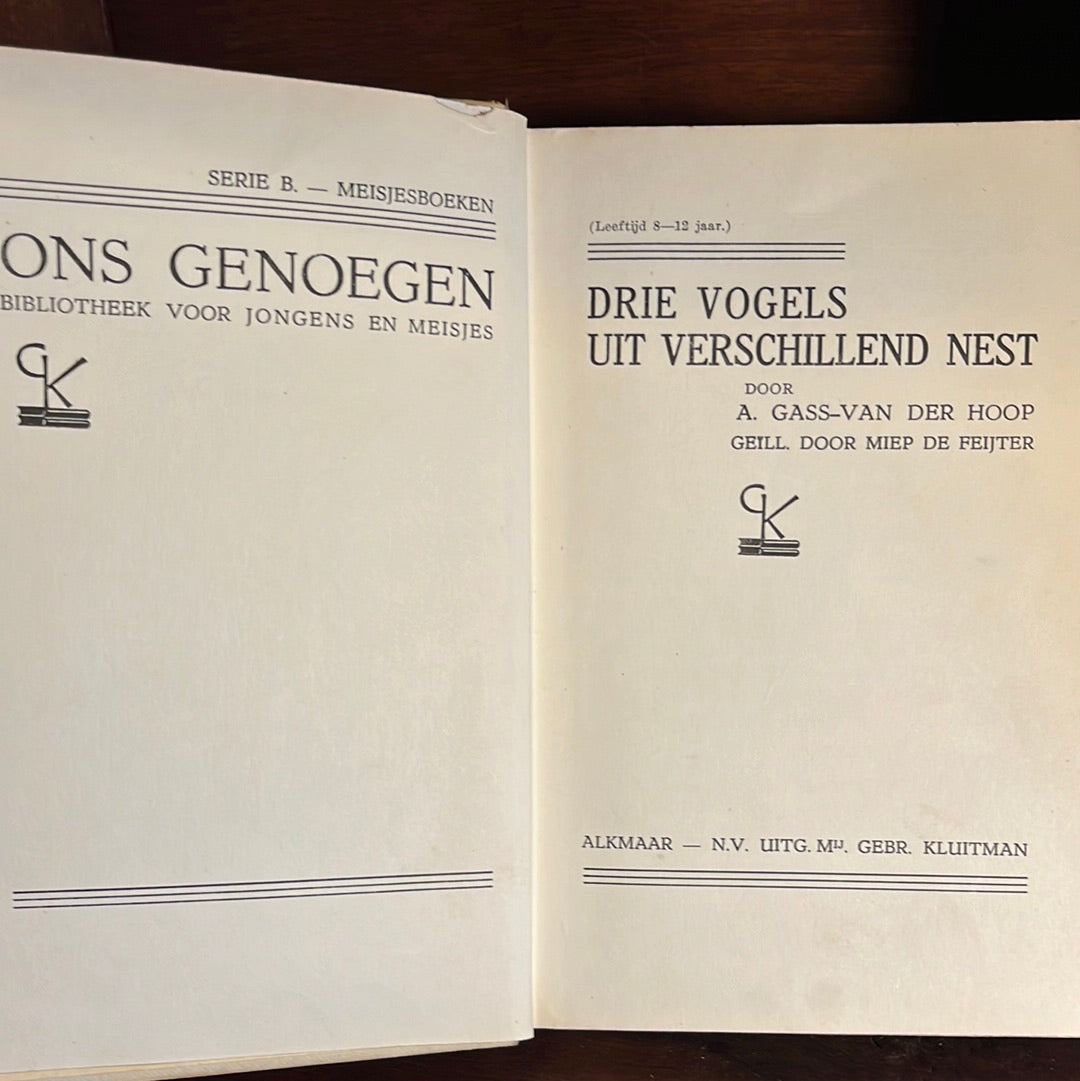 SERIE B. — MEISJESBOEKEN
ONS GENOEGEN
BIBLIOTHEEK VOOR JONGENS EN MEISJES
GK
(Leeftijd 8—12 jaar.)
DRIE VOGELS
UIT VERSCHILLEND NEST
DOOR
A. GASS-VAN DER HOOP
GEÏLL. DOOR MIEP DE FEIJTER
GK
ALKMAAR — N.V. UITG. Mij. GEBR. KLUITMAN